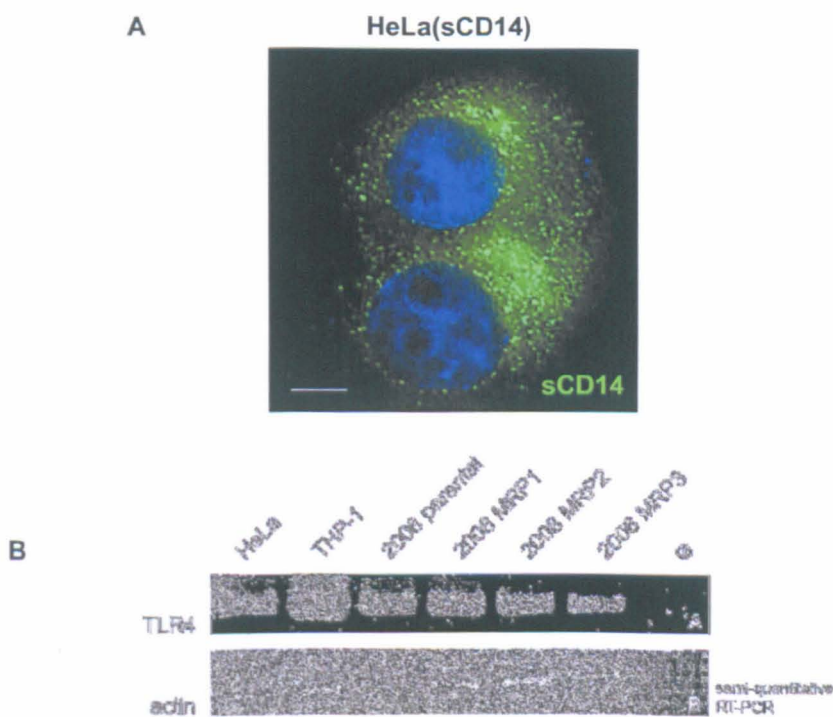 A
HeLa(sCD14)
sCD14
B
HeLa
THP-1
2008 parental
2008 MRP1
2008 MRP2
2008 MRP3
TLR4
A
actin
B
semi-quantitative
RT-PCR